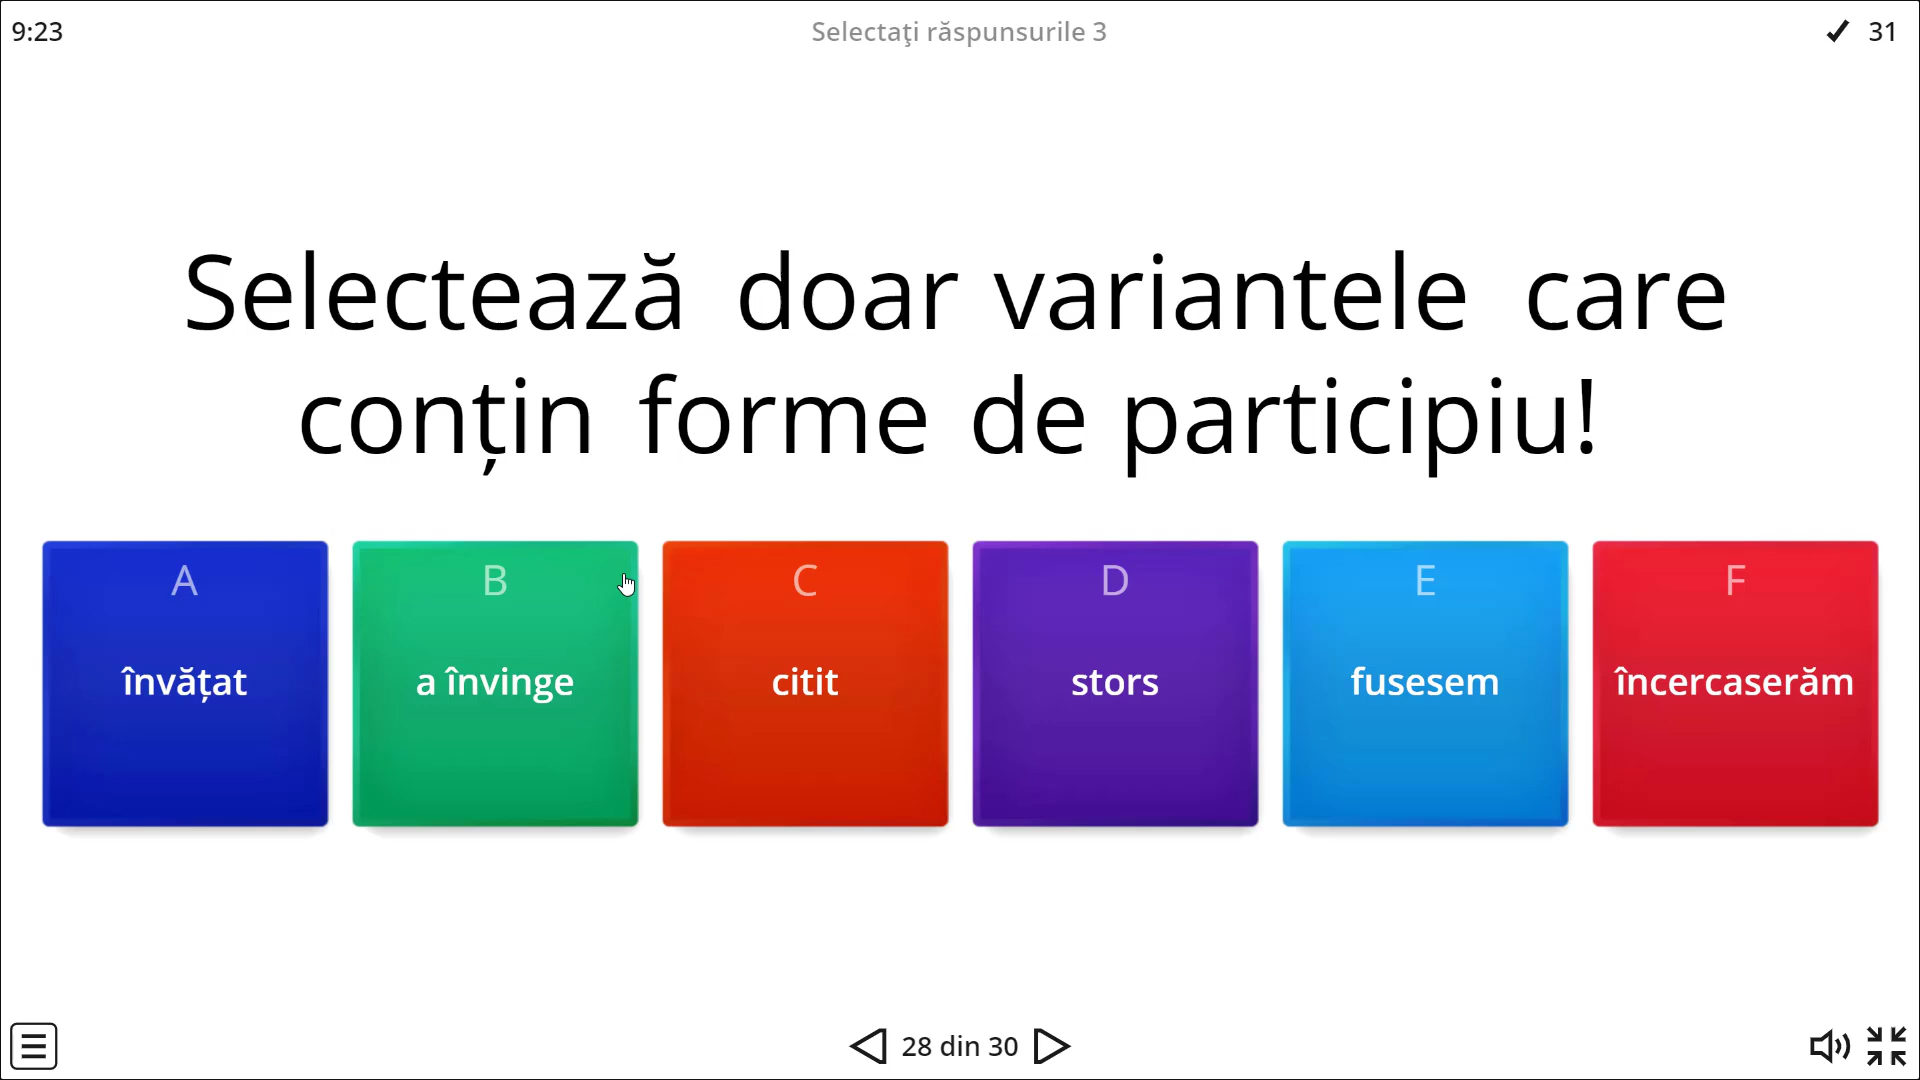 9:23
Selectați răspunsurile 3
31
Selectează doar variantele care
conțin forme de participiu!
A
B
C
D
E
F
învățat
a învinge
citit
stors
fusesem
încercaserăm
28 din 30